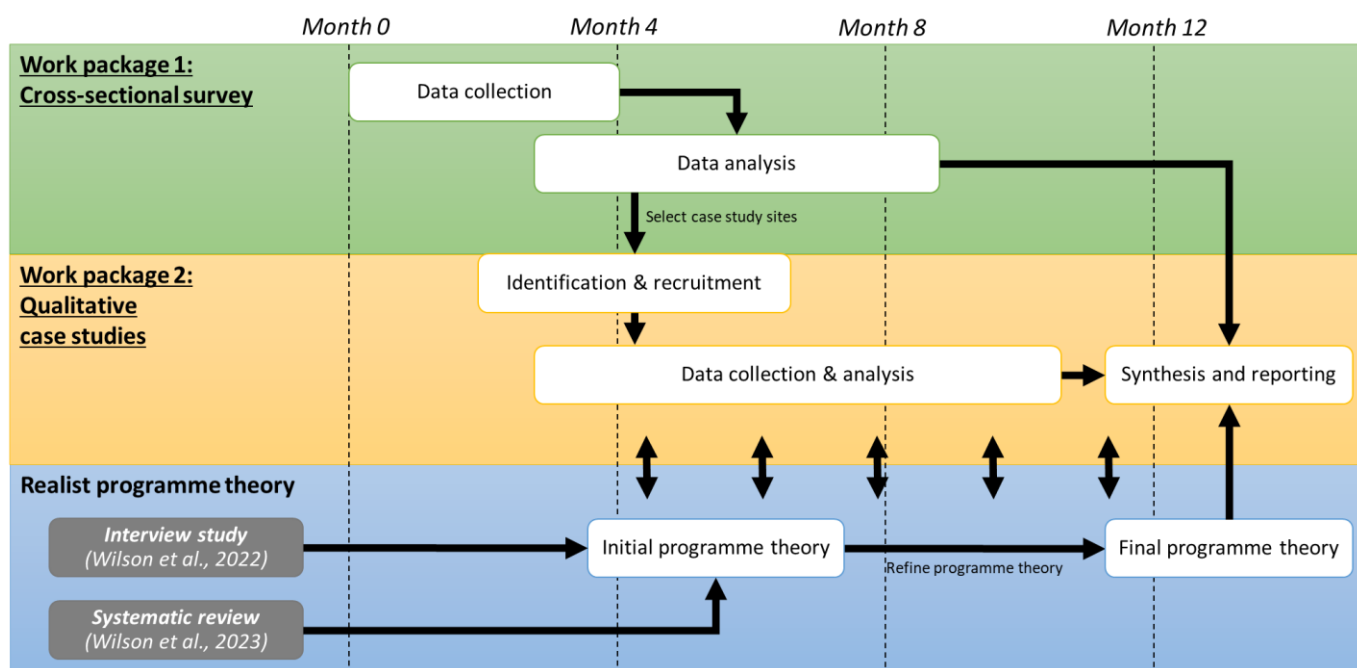 Month 0
Month 4
Month 8
Month 12
Work package 1:
Cross-sectional survey
Data collection
Data analysis
Select case study sites
Work package 2:
Qualitative
case studies
Identification & recruitment
Data collection & analysis
Synthesis and reporting
Realist programme theory
Interview study
(Wilson et al., 2022)
Initial programme theory
Refine programme theory
Final programme theory
Systematic review
(Wilson et al., 2023)